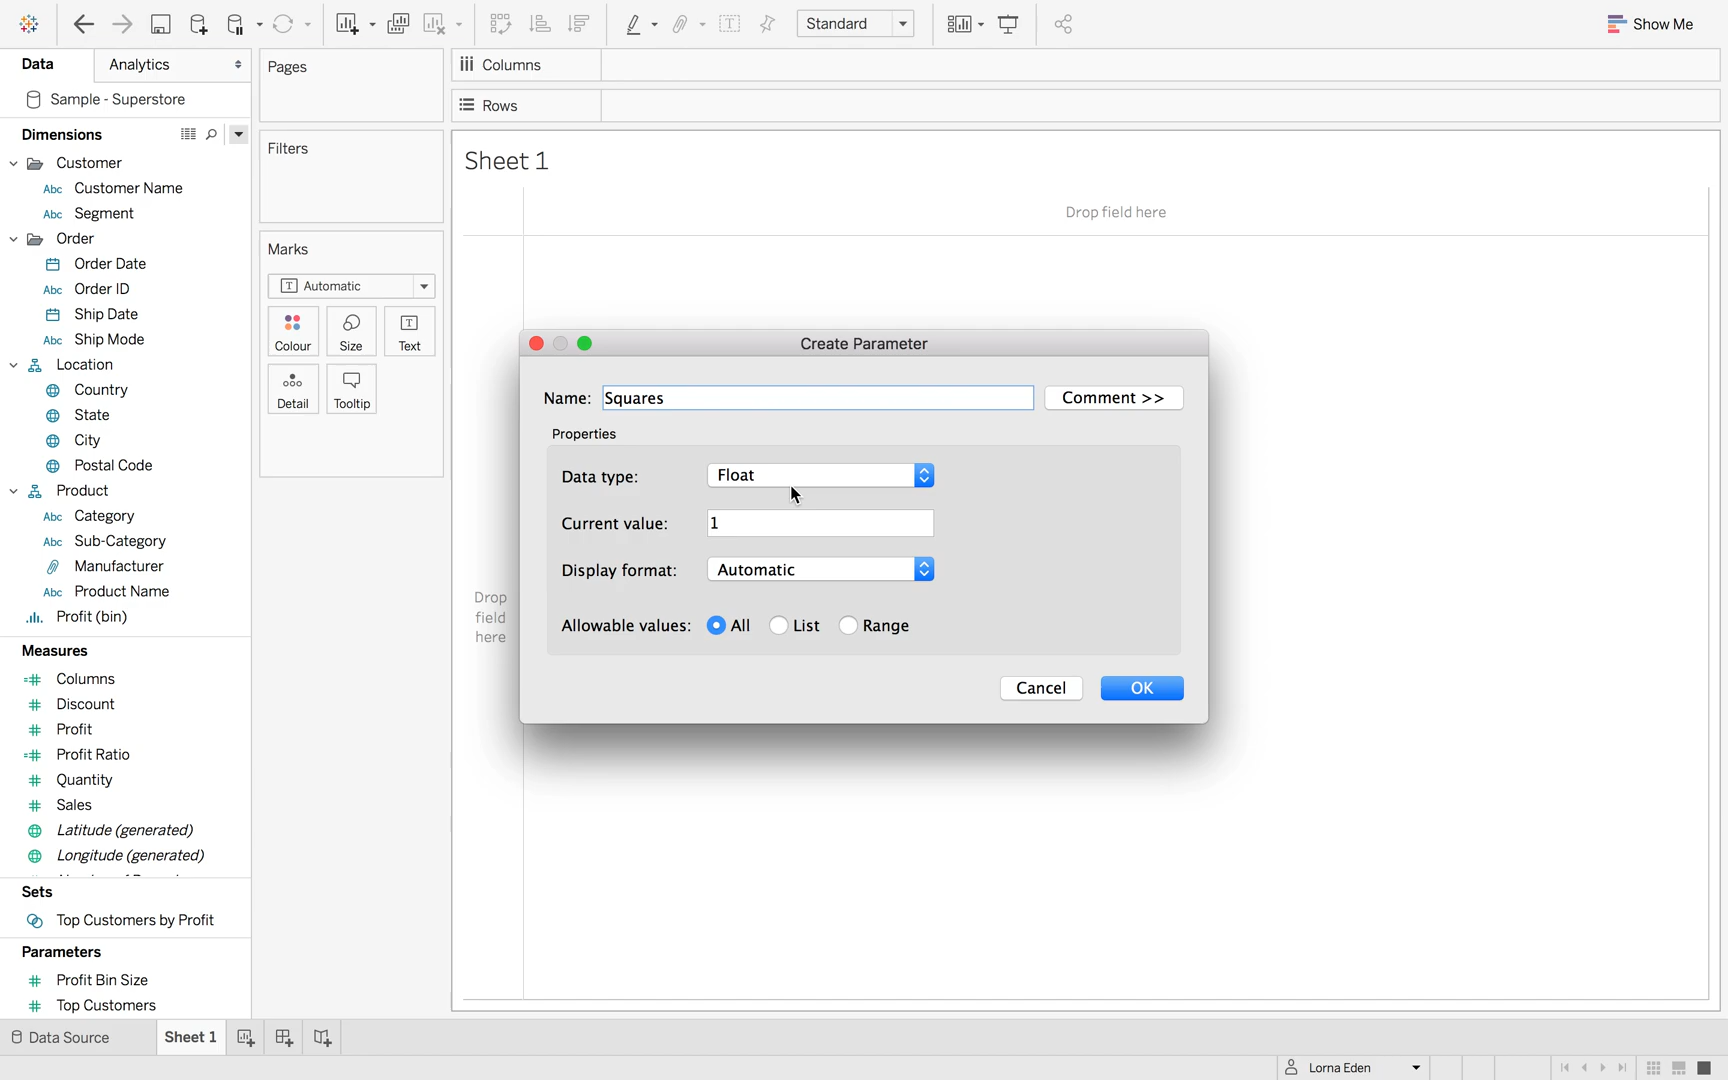 Standard
Show Me
Data
Analytics
Sample - Superstore
Dimensions
Customer
Abc Customer Name
Abc Segment
Order
Order Date
Abc Order ID
Ship Date
Abc Ship Mode
Location
Country
State
City
Postal Code
Product
Abc Category
Abc Sub-Category
Manufacturer
Abc Product Name
Profit (bin)
Measures
=# Columns
# Discount
# Profit
=# Profit Ratio
# Quantity
# Sales
Latitude (generated)
Longitude (generated)
Sets
Top Customers by Profit
Parameters
# Profit Bin Size
# Top Customers
Pages
Filters
Marks
T Automatic
Colour
Size
T Text
Detail
Tooltip
Columns
Rows
Sheet 1
Drop field here
Drop
field
here
Create Parameter
Name: Squares
Comment >>
Properties
Data type: Float
Current value: 1
Display format: Automatic
Allowable values: All List Range
Cancel OK
Data Source
Sheet 1
Lorna Eden